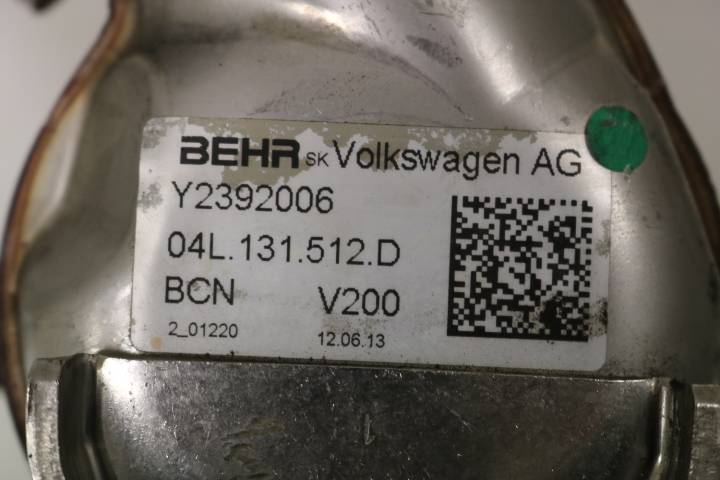 BEHR SK Volkswagen AG
Y2392006
04L.131.512.D
BCN V200
2_01220 12.06.13